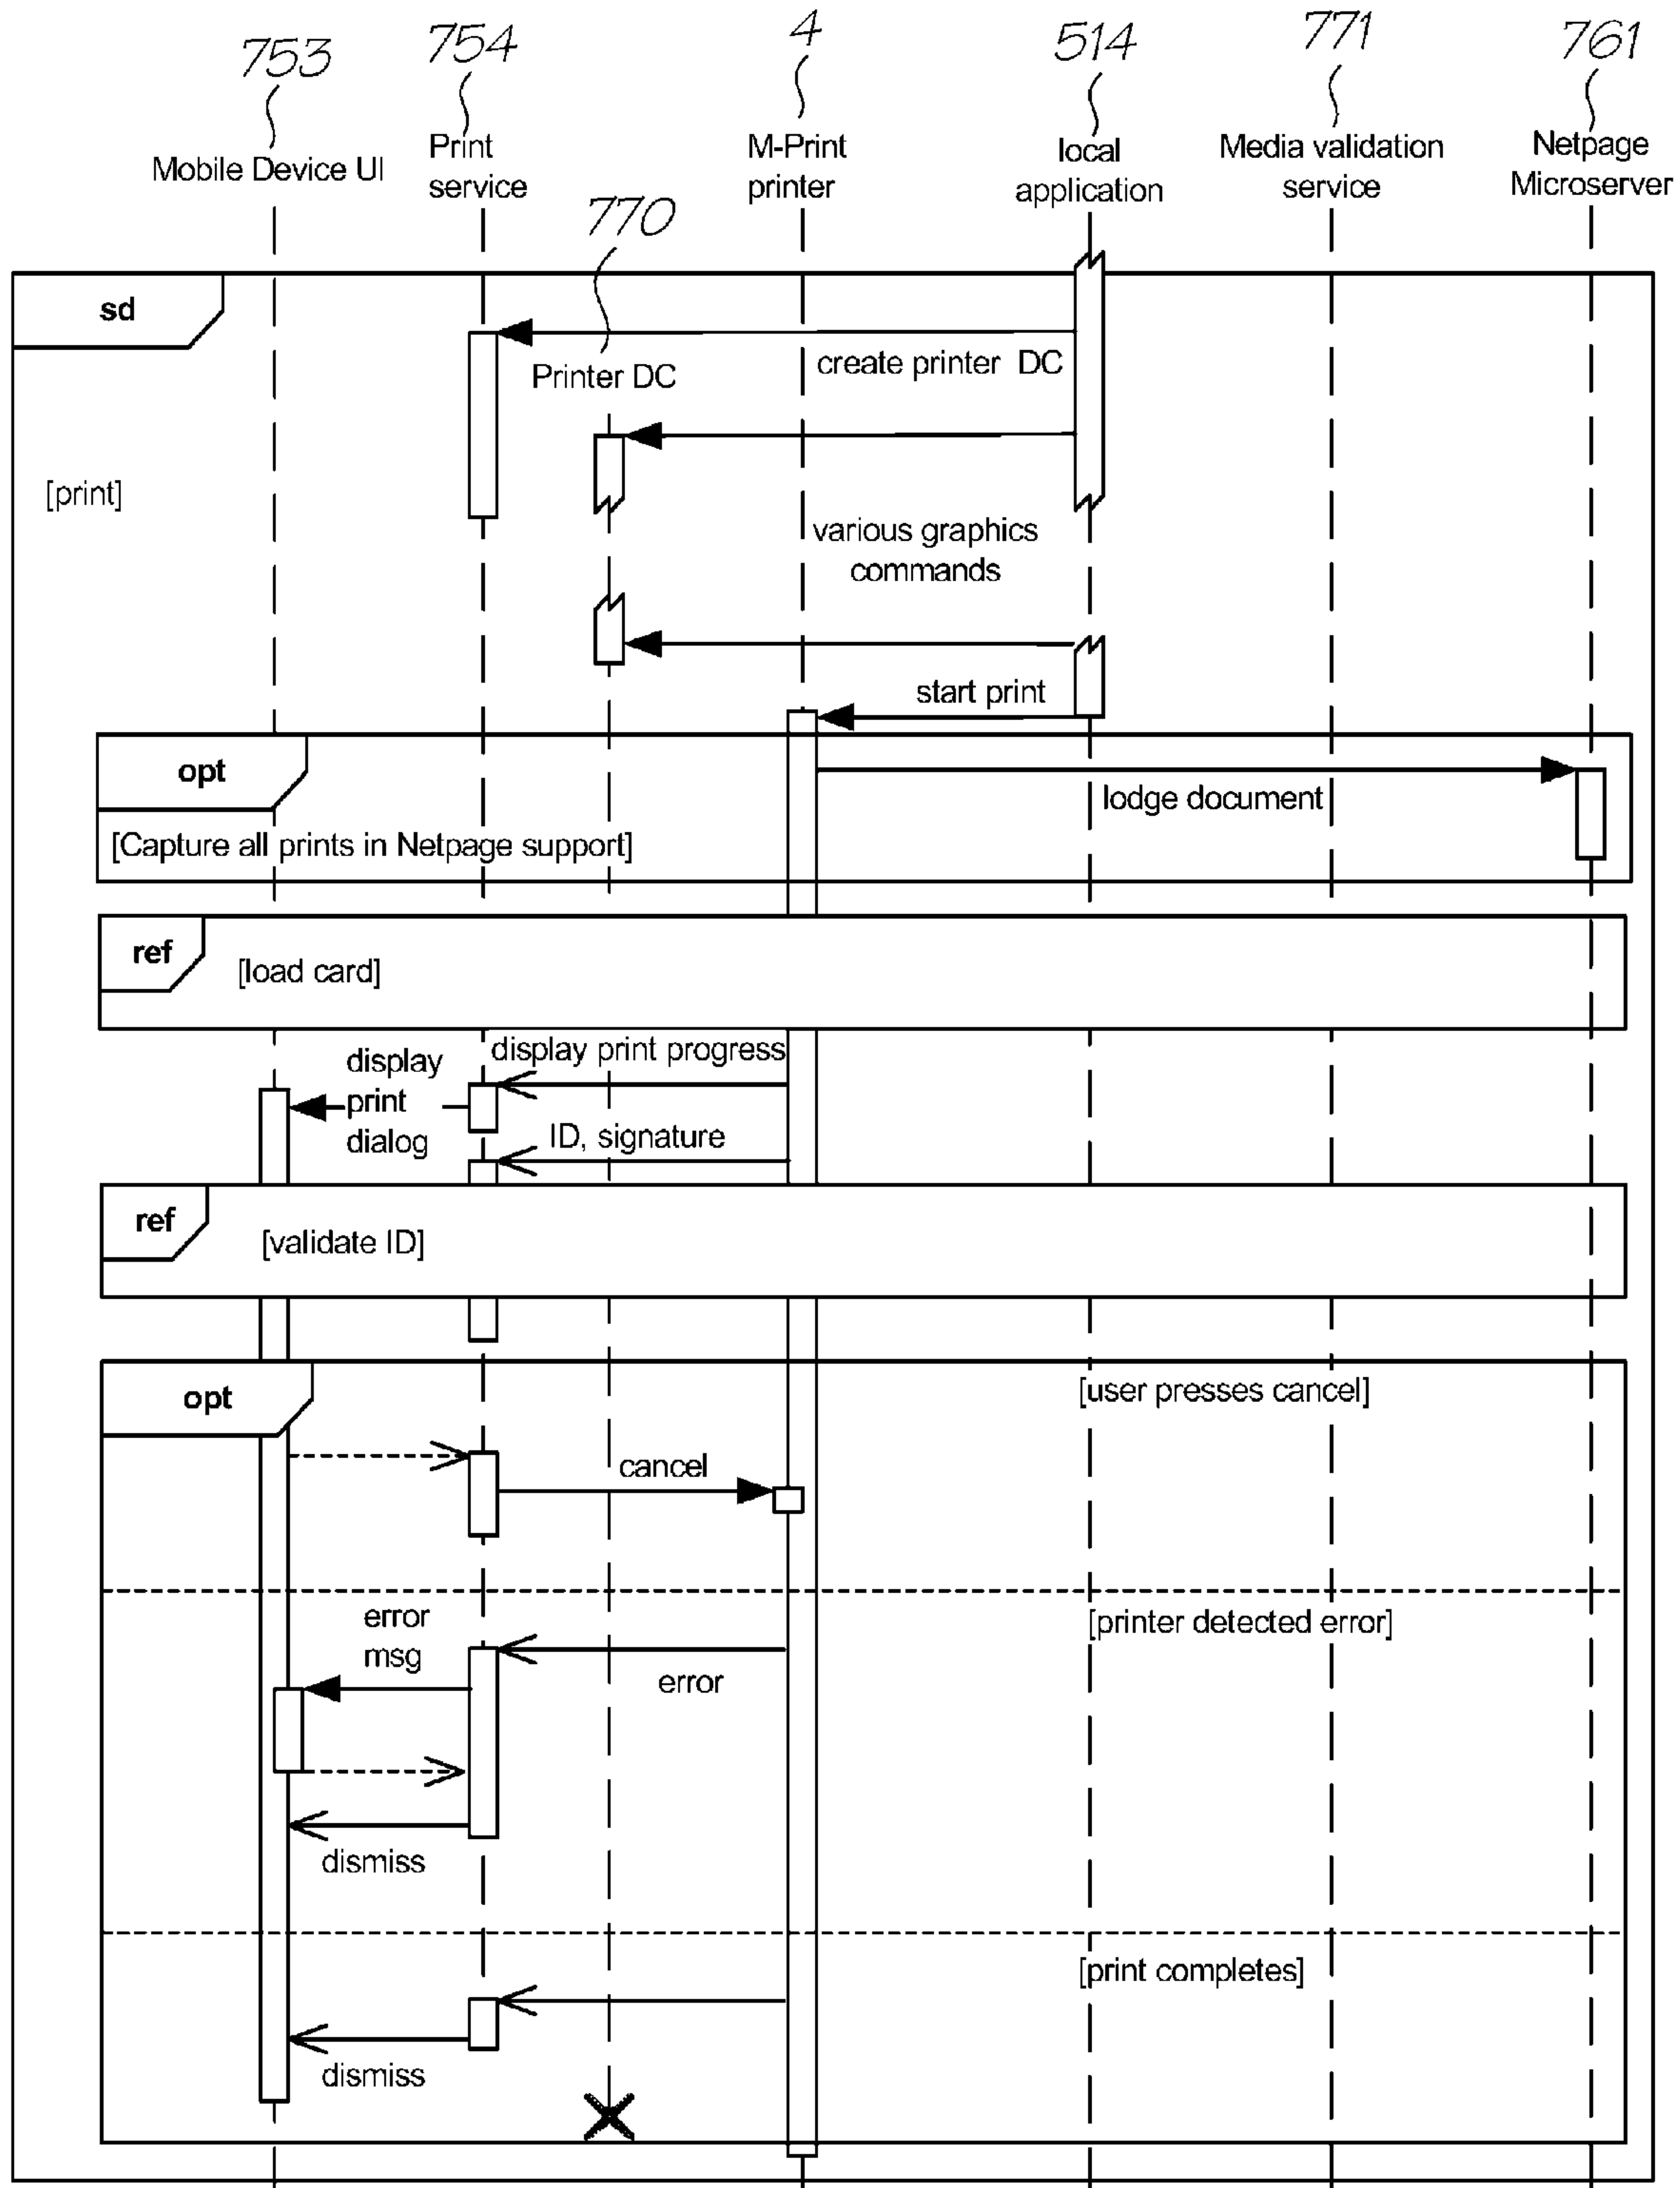 753
754
4
514
771
761
Mobile Device UI
Print
service
M-Print
printer
local
application
Media validation
service
Netpage
Microserver
770
sd
Printer DC
create printer DC
[print]
various graphics
commands
start print
opt
lodge document
[Capture all prints in Netpage support]
ref
[load card]
display print progress
display
print
dialog
ID, signature
ref
[validate ID]
opt
[user presses cancel]
cancel
[printer detected error]
error
msg
error
dismiss
[print completes]
dismiss